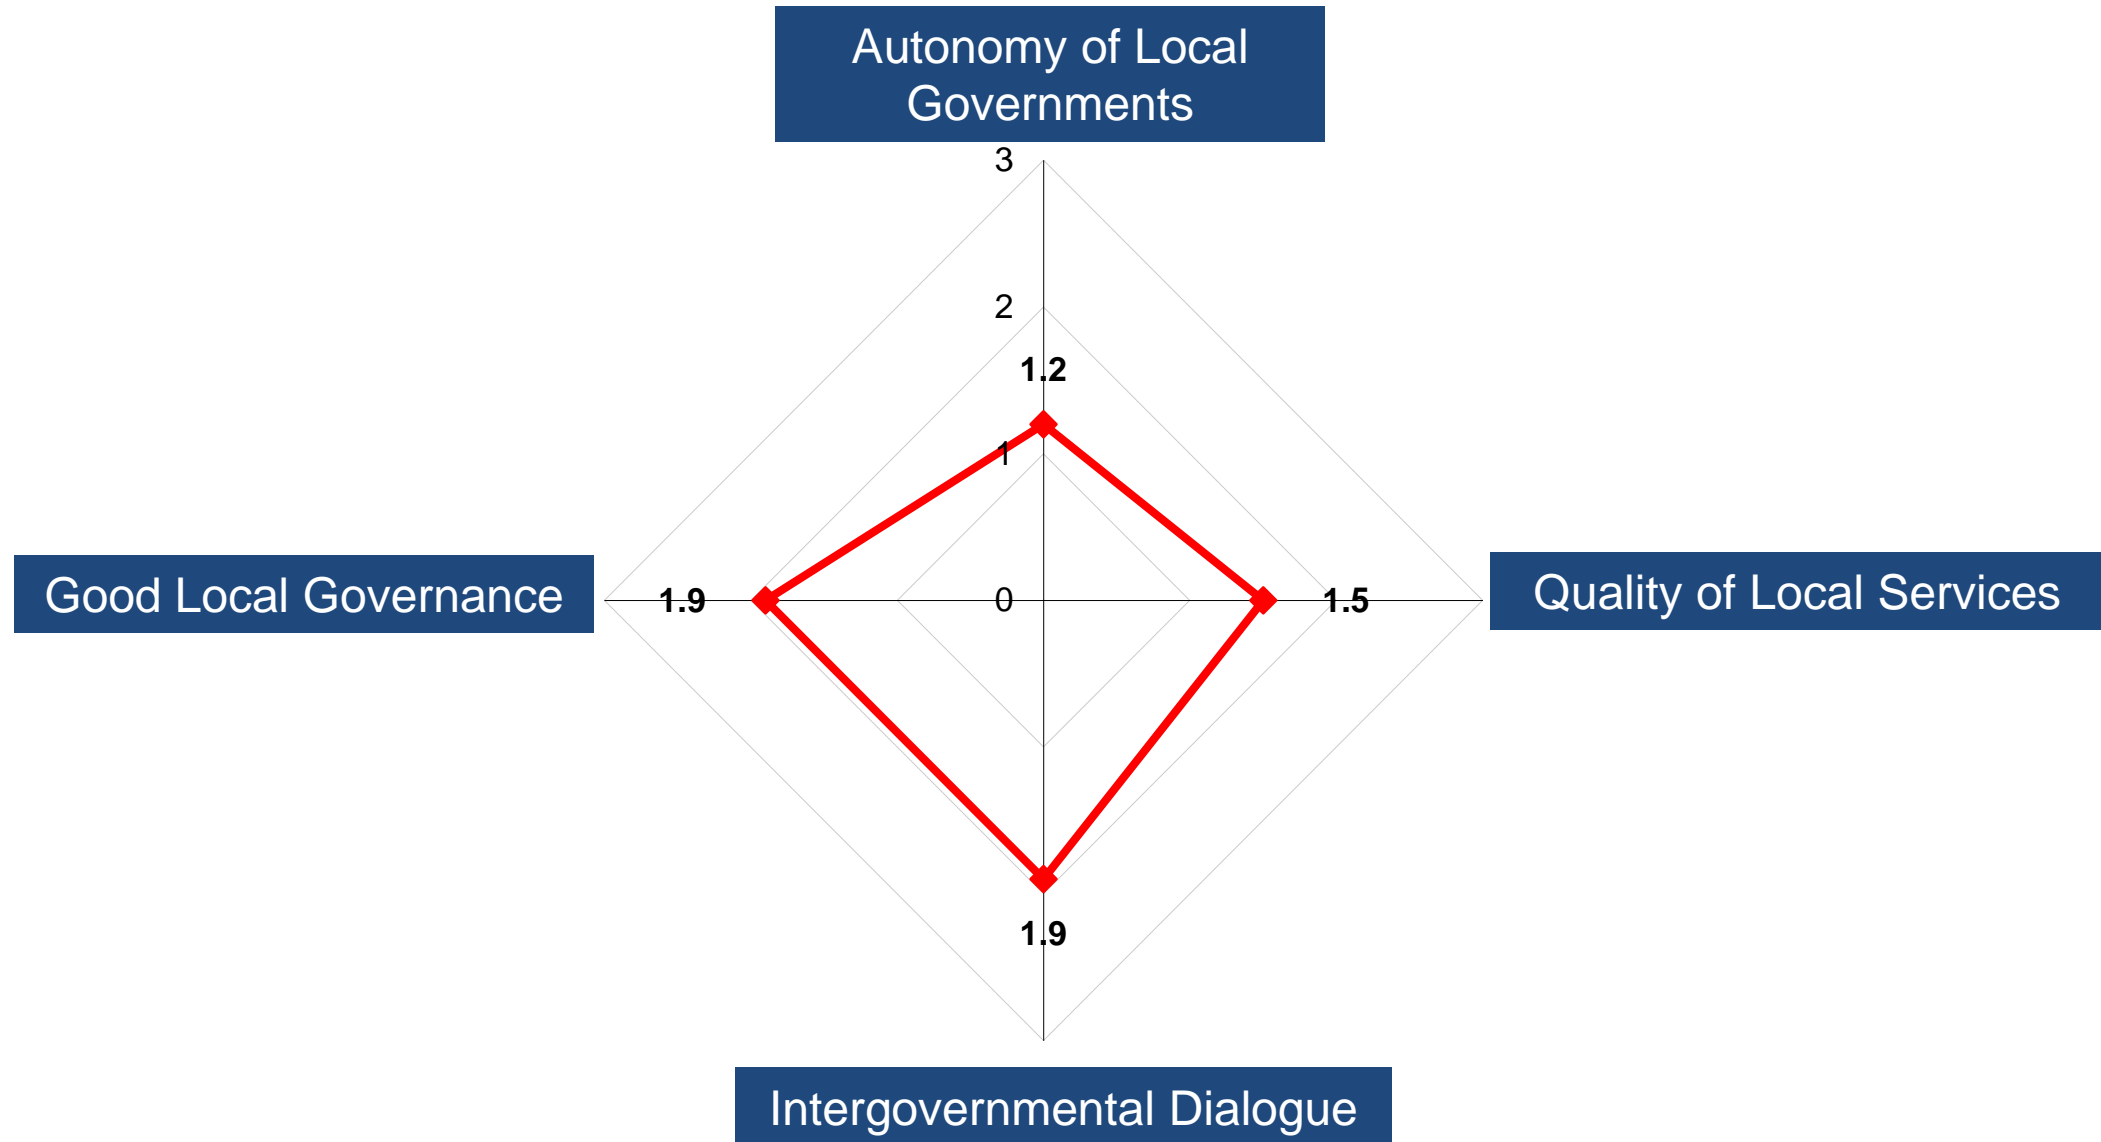 Autonomy of Local
Governments
3
2
1.2
1
Good Local Governance
1.9
0
1.5
Quality of Local Services
1.9
Intergovernmental Dialogue